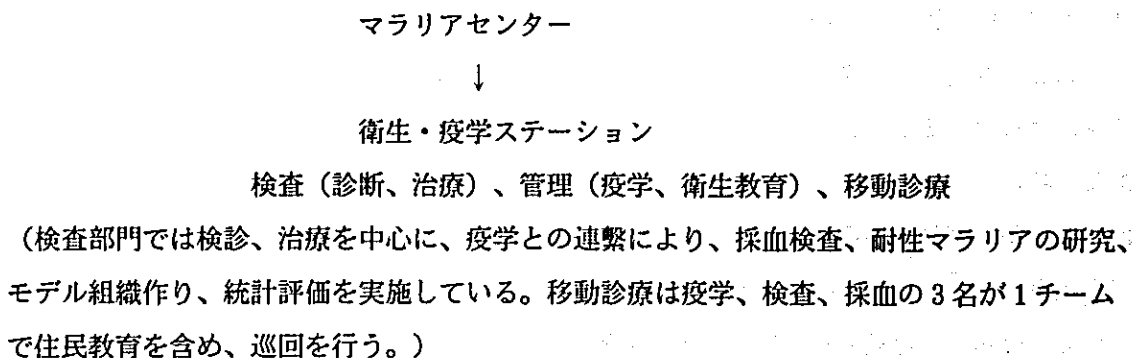 マラリアセンター
↓
衛生・疫学ステーション
検査（診断、治療）、管理（疫学、衛生教育）、移動診療
（検査部門では検診、治療を中心に、疫学との連繫により、採血検査、耐性マラリアの研究、
モデル組織作り、統計評価を実施している。移動診療は疫学、検査、採血の3名が1チーム
で住民教育を含め、巡回を行う。）